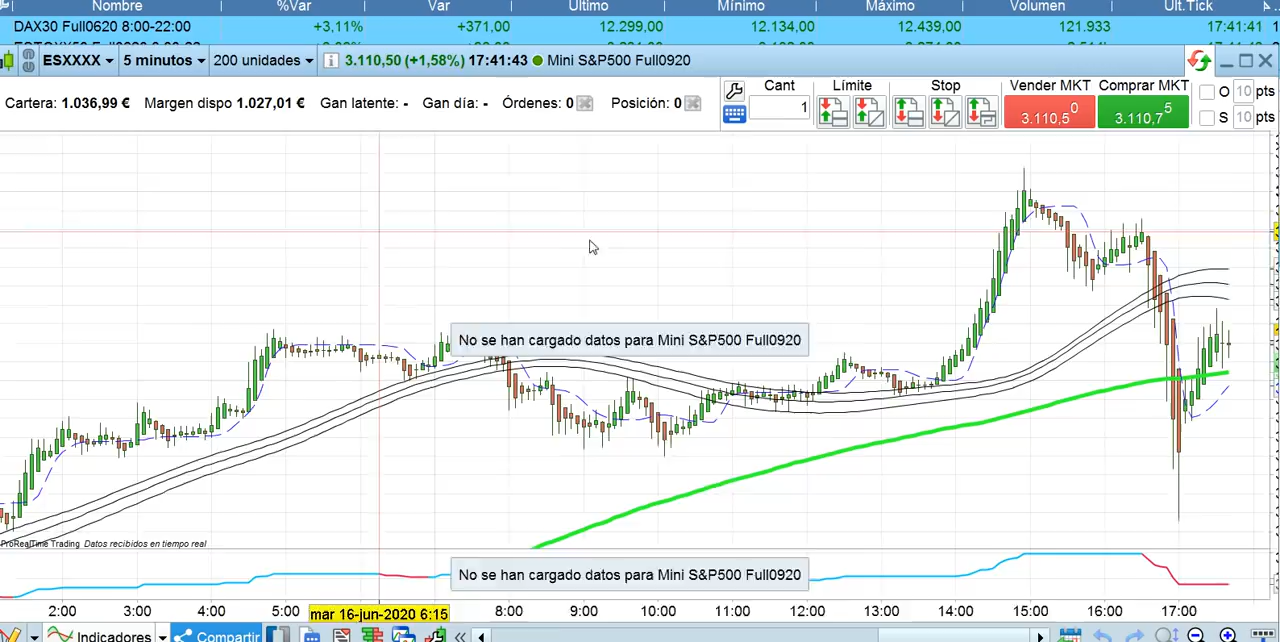 Nombre %Var Var Último Mínimo Máximo Volumen Últ.Tick
DAX30 Full0620 8:00-22:00 +3,11% +371,00 12.299,00 12.134,00 12.439,00 121.933 17:41:41
ESXXXX 5 minutos 200 unidades 3.110,50 (+1,58%) 17:41:43 Mini S&P500 Full0920
Cartera: 1.036,99 € Margen dispo 1.027,01 € Gan latente: - Gan día: - Órdenes: 0 Posición: 0
Cant Límite Stop Vender MKT Comprar MKT
1 3.110,5 0 3.110,7 5
O 10 pts
S 10 pts
No se han cargado datos para Mini S&P500 Full0920
ProRealTime Trading Datos recibidos en tiempo real
No se han cargado datos para Mini S&P500 Full0920
2:00 3:00 4:00 5:00 mar 16-jun-2020 6:15 8:00 9:00 10:00 11:00 12:00 13:00 14:00 15:00 16:00 17:00
Indicadores Compartir